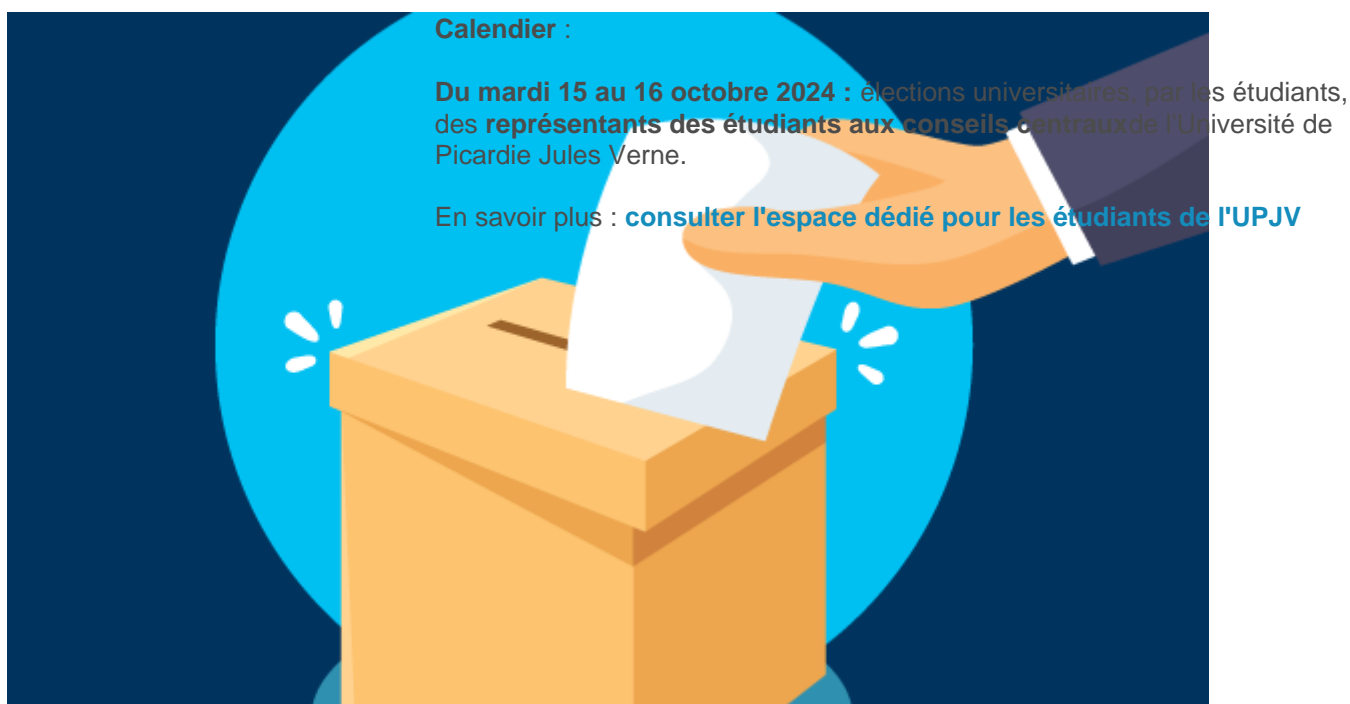 Calendier :
Du mardi 15 au 16 octobre 2024 : élections universitaires, par les étudiants,
des représentants des étudiants aux conseils centrauxde l'Université de
Picardie Jules Verne.
En savoir plus : consulter l'espace dédié pour les étudiants de l'UPJV